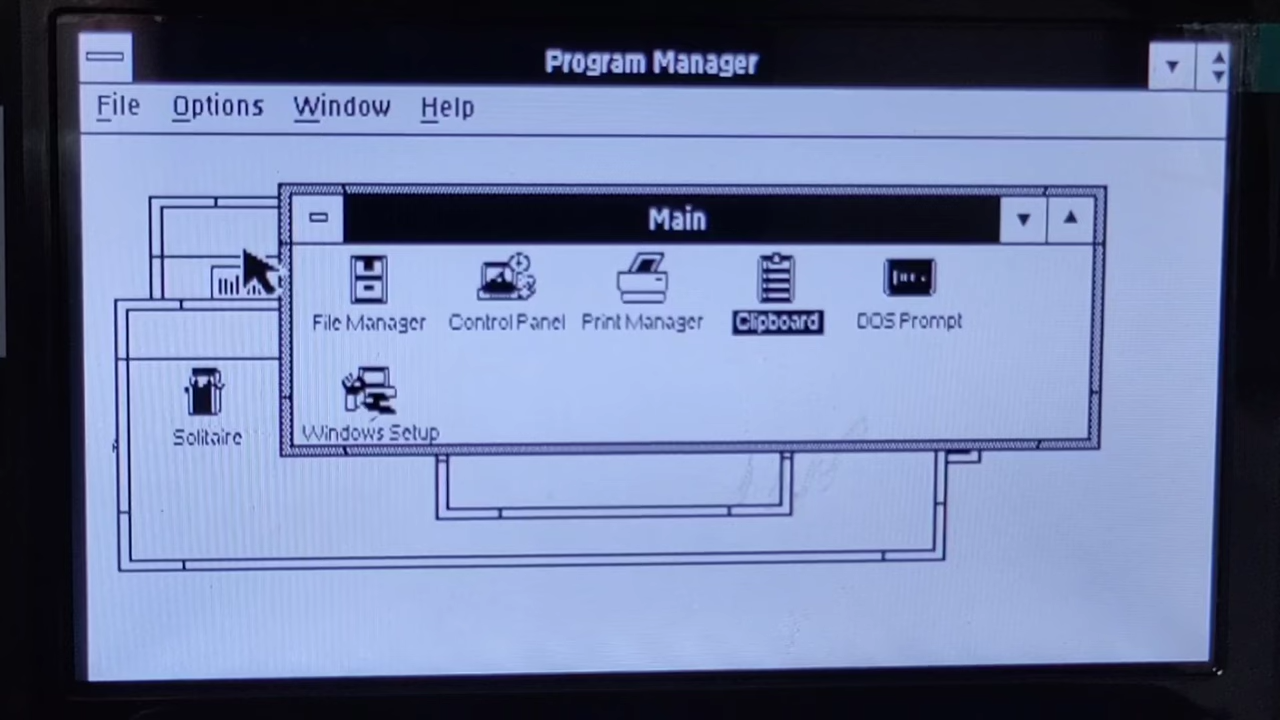 Program Manager
File Options Window Help
Main
File Manager Control Panel Print Manager Clipboard DOS Prompt
Solitaire
Windows Setup